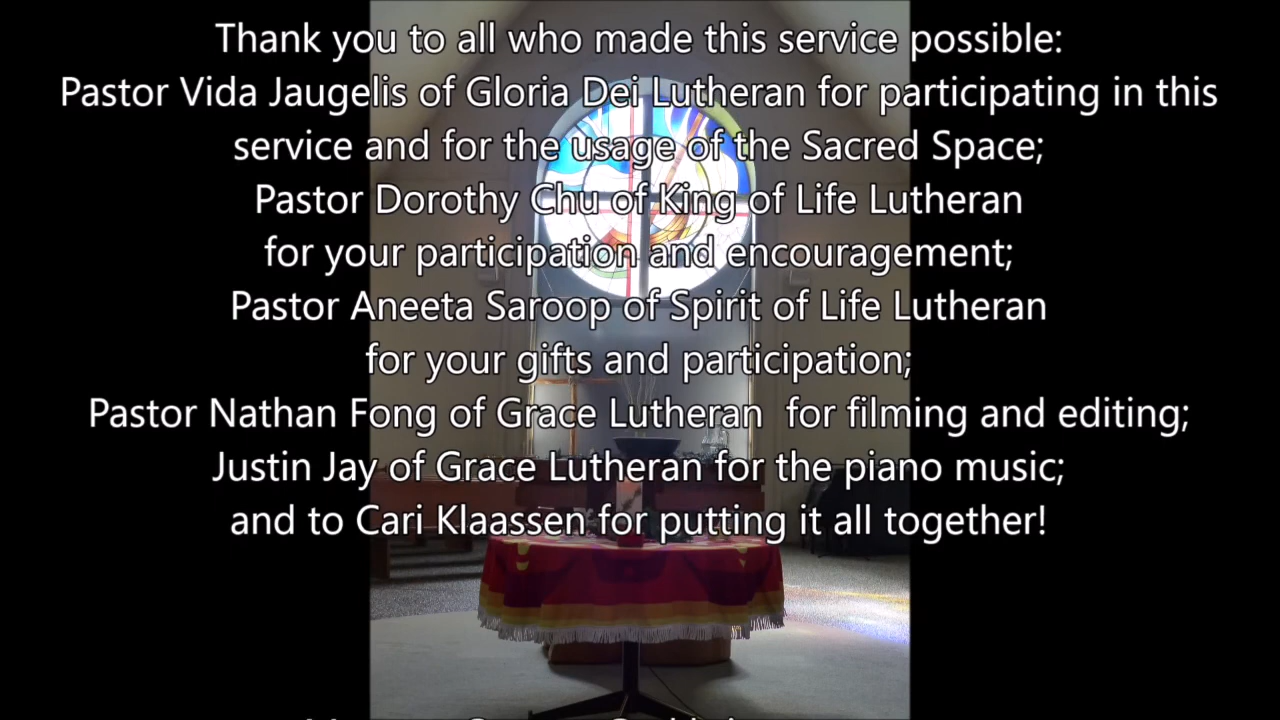 Thank you to all who made this service possible:
Pastor Vida Jaugelis of Gloria Dei Lutheran for participating in this
service and for the usage of the Sacred Space;
Pastor Dorothy Chu of King of Life Lutheran
for your participation and encouragement;
Pastor Aneeta Saroop of Spirit of Life Lutheran
for your gifts and participation;
Pastor Nathan Fong of Grace Lutheran  for filming and editing;
Justin Jay of Grace Lutheran for the piano music;
and to Cari Klaassen for putting it all together!